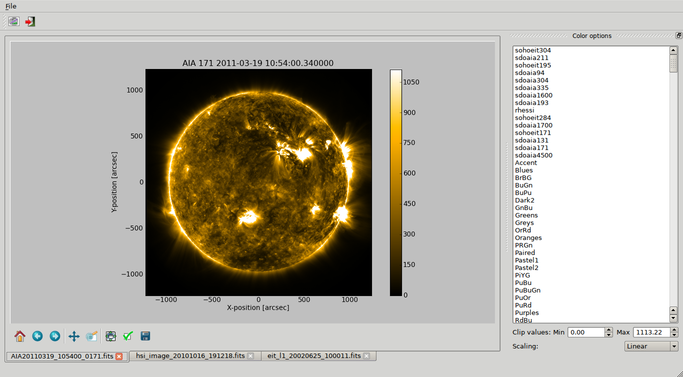 File
Color options
AIA 171 2011-03-19 10:54:00.340000
1000
500
0
−500
−1000
Y-position [arcsec]
−1000 −500 0 500 1000
X-position [arcsec]
1050
900
750
600
450
300
150
0
sohoeit304
sdoaia211
sohoeit195
sdoaia94
sdoaia304
sdoaia335
sdoaia1600
sdoaia193
rhessi
sohoeit284
sdoaia1700
sohoeit171
sdoaia131
sdoaia171
sdoaia4500
Accent
Blues
BrBG
BuGn
BuPu
Dark2
GnBu
Greens
Greys
OrRd
Oranges
PRGn
Paired
Pastel1
Pastel2
PiYG
PuBu
PuBuGn
PuOr
PuRd
Purples
RdBu
Clip values: Min 0.00 Max 1113.22
Scaling: Linear
AIA20110319_105400_0171.fits hsi_image_20101016_191218.fits eit_l1_20020625_100011.fits